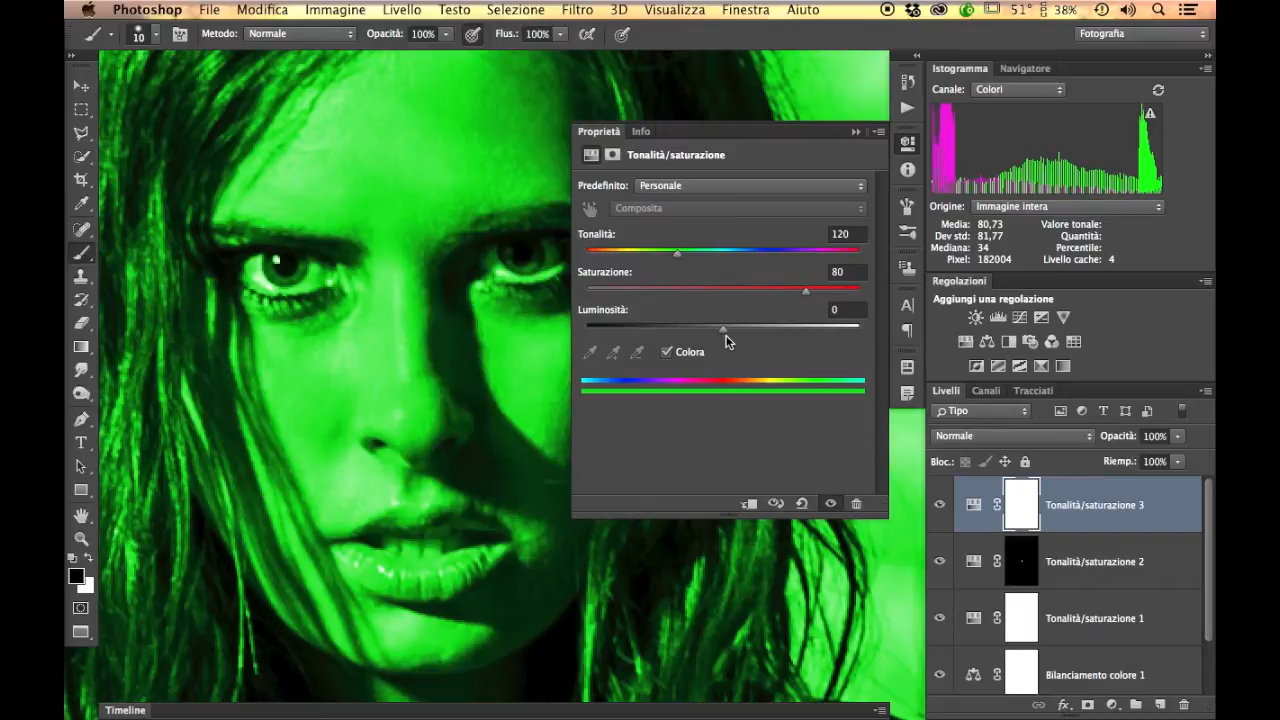 Photoshop File Modifica Immagine Livello Testo Selezione Filtro 3D Visualizza Finestra Aiuto 51° 38%
10 Metodo: Normale Opacità: 100% Flus.: 100% Fotografia
Istogramma Navigatore
Canale: Colori
Origine: Immagine intera
Media: 80,73 Valore tonale:
Dev std: 81,77 Quantità:
Mediana: 34 Percentile:
Pixel: 182004 Livello cache: 4
Regolazioni
Aggiungi una regolazione
Livelli Canali Tracciati
Tipo
Normale Opacità: 100%
Bloc.: Riemp.: 100%
Tonalità/saturazione 3
Tonalità/saturazione 2
Tonalità/saturazione 1
Bilanciamento colore 1
Proprietà Info
Tonalità/saturazione
Predefinito: Personale
Composita
Tonalità: 120
Saturazione: 80
Luminosità: 0
Colora
Timeline